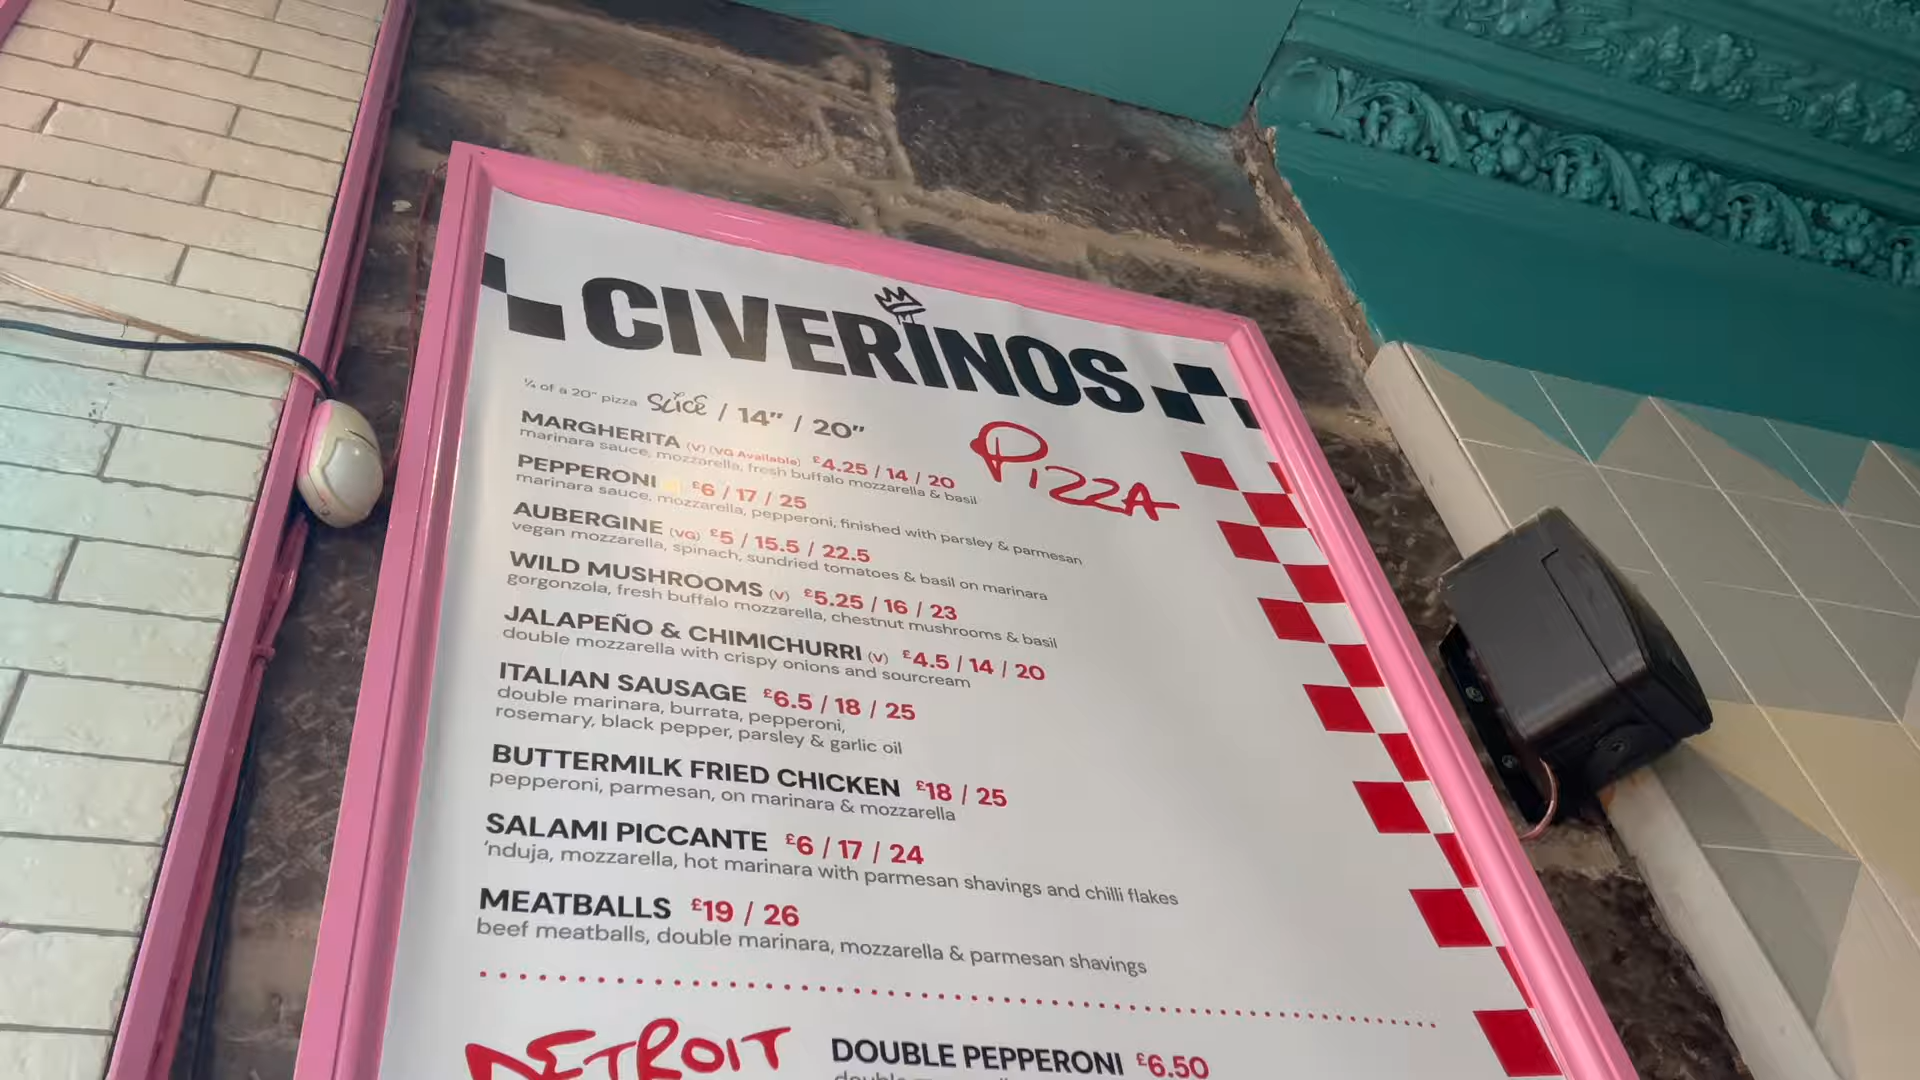 CIVERINOS
¼ of a 20" pizza Slice / 14" / 20"
Pizza
MARGHERITA (V) (VG Available) £4.25 / 14 / 20
marinara sauce, mozzarella, fresh buffalo mozzarella & basil
PEPPERONI £6 / 17 / 25
marinara sauce, mozzarella, pepperoni, finished with parsley & parmesan
AUBERGINE (VG) £5 / 15.5 / 22.5
vegan mozzarella, spinach, sundried tomatoes & basil on marinara
WILD MUSHROOMS (V) £5.25 / 16 / 23
gorgonzola, fresh buffalo mozzarella, chestnut mushrooms & basil
JALAPEÑO & CHIMICHURRI (V) £4.5 / 14 / 20
double mozzarella with crispy onions and sourcream
ITALIAN SAUSAGE £6.5 / 18 / 25
double marinara, burrata, pepperoni,
rosemary, black pepper, parsley & garlic oil
BUTTERMILK FRIED CHICKEN £18 / 25
pepperoni, parmesan, on marinara & mozzarella
SALAMI PICCANTE £6 / 17 / 24
'nduja, mozzarella, hot marinara with parmesan shavings and chilli flakes
MEATBALLS £19 / 26
beef meatballs, double marinara, mozzarella & parmesan shavings
DETROIT
DOUBLE PEPPERONI £6.50
double